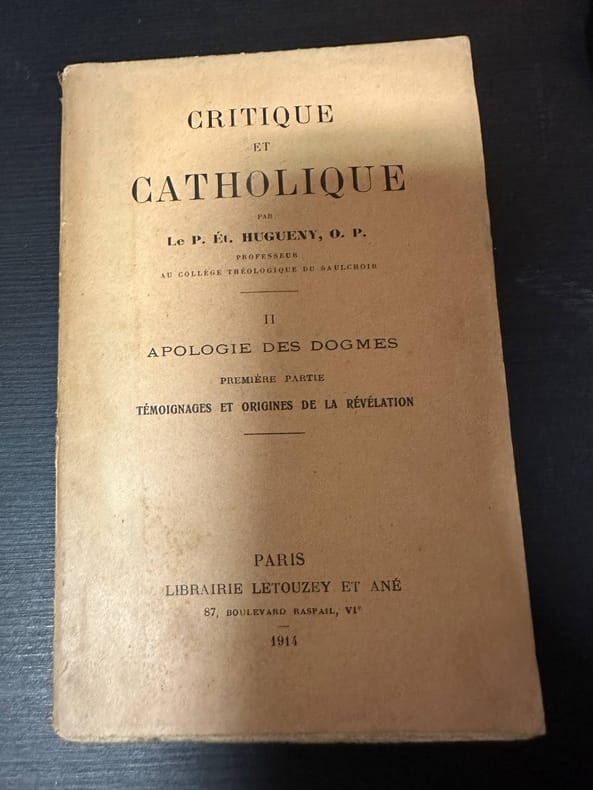 CRITIQUE
ET
CATHOLIQUE
PAR
Le P. Ét. HUGUENY, O. P.
PROFESSEUR
AU COLLÈGE THÉOLOGIQUE DU SAULCHOIR
II
APOLOGIE DES DOGMES
PREMIÈRE PARTIE
TÉMOIGNAGES ET ORIGINES DE LA RÉVÉLATION
PARIS
LIBRAIRIE LETOUZEY ET ANÉ
87, BOULEVARD RASPAIL, VIᵉ
1914